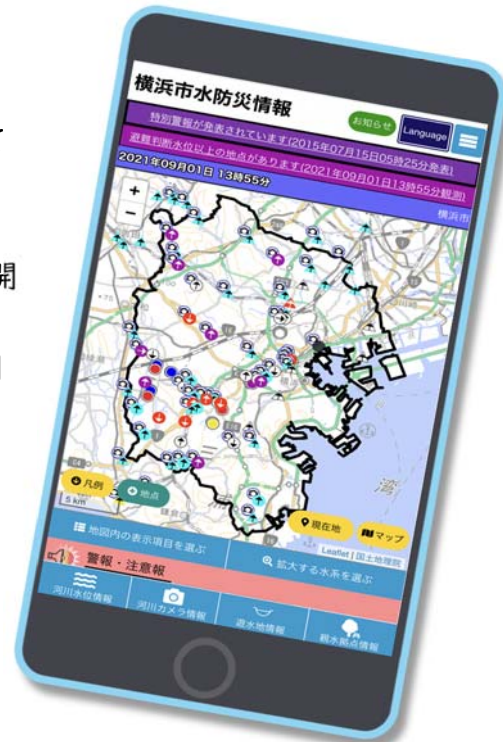 横浜市水防災情報
お知らせ
Language
特別警報が発表されています(2015年07月15日05時25分発表)
避難判断水位以上の地点があります(2021年09月01日13時55分観測)
2021年09月01日 13時55分
横浜市
+
−
開
湾
凡例
地点
5 km
現在地
マップ
Leaflet | 国土地理院
地図内の表示項目を選ぶ
拡大する水系を選ぶ
警報・注意報
河川水位情報
河川カメラ情報
遊水地情報
親水拠点情報